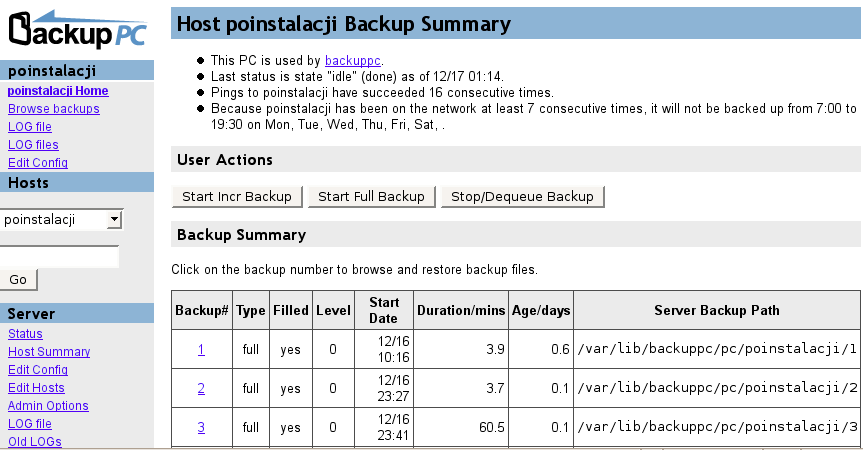 BackupPC
poinstalacji
poinstalacji Home
Browse backups
LOG file
LOG files
Edit Config
Hosts
poinstalacji
Go
Server
Status
Host Summary
Edit Config
Edit Hosts
Admin Options
LOG file
Old LOGs
Host poinstalacji Backup Summary
This PC is used by backuppc.
Last status is state "idle" (done) as of 12/17 01:14.
Pings to poinstalacji have succeeded 16 consecutive times.
Because poinstalacji has been on the network at least 7 consecutive times, it will not be backed up from 7:00 to
19:30 on Mon, Tue, Wed, Thu, Fri, Sat, .
User Actions
Start Incr Backup Start Full Backup Stop/Dequeue Backup
Backup Summary
Click on the backup number to browse and restore backup files.
Backup# Type Filled Level Start Date Duration/mins Age/days Server Backup Path
1 full yes 0 12/16 10:16 3.9 0.6 /var/lib/backuppc/pc/poinstalacji/1
2 full yes 0 12/16 23:27 3.7 0.1 /var/lib/backuppc/pc/poinstalacji/2
3 full yes 0 12/16 23:41 60.5 0.1 /var/lib/backuppc/pc/poinstalacji/3